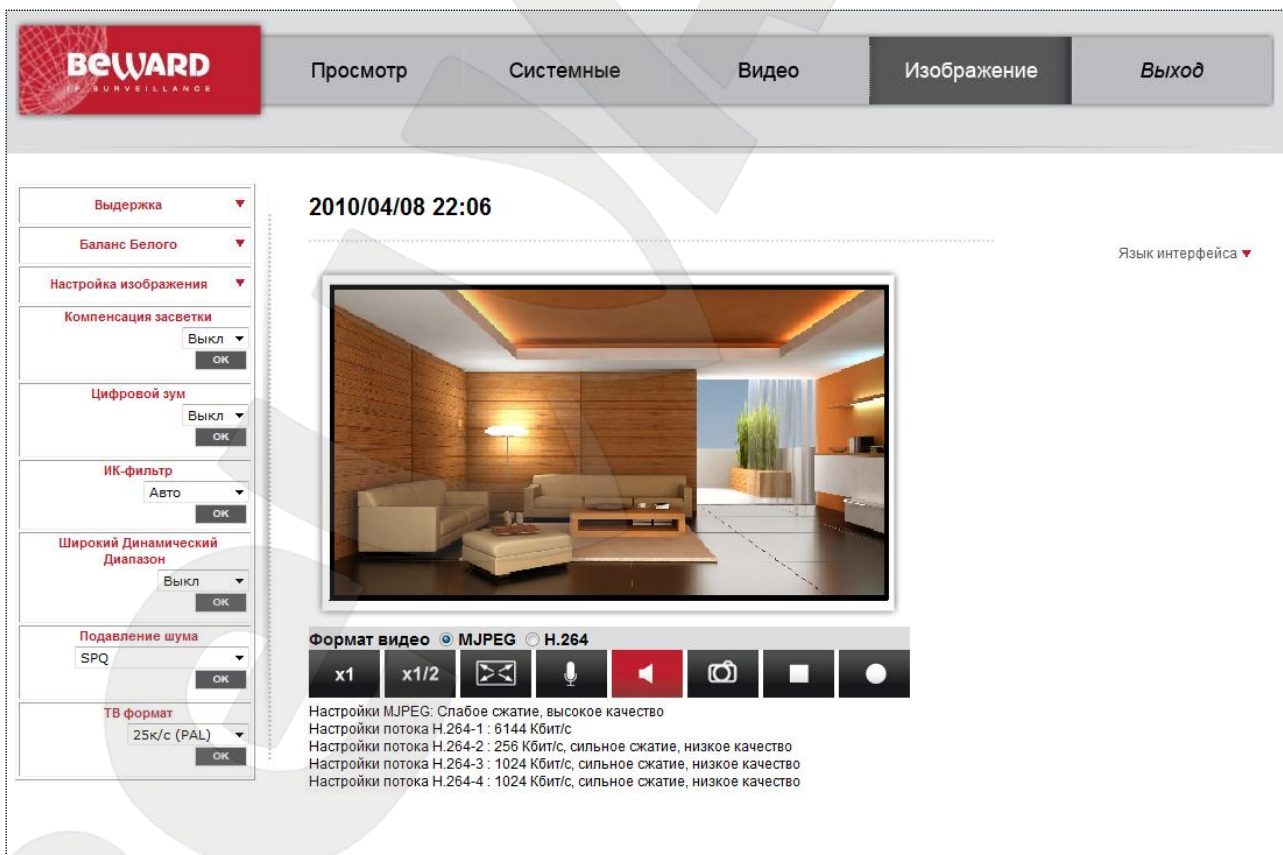 BEWARD
IP SURVEILLANCE
Просмотр
Системные
Видео
Изображение
Выход
Выдержка
Баланс Белого
Настройка изображения
Компенсация засветки
Выкл
OK
Цифровой зум
Выкл
OK
ИК-фильтр
Авто
OK
Широкий Динамический
Диапазон
Выкл
OK
Подавление шума
SPQ
OK
ТВ формат
25к/с (PAL)
OK
2010/04/08 22:06
Язык интерфейса
Формат видео MJPEG H.264
x1 x1/2
Настройки MJPEG: Слабое сжатие, высокое качество
Настройки потока H.264-1 : 6144 Кбит/с
Настройки потока H.264-2 : 256 Кбит/с, сильное сжатие, низкое качество
Настройки потока H.264-3 : 1024 Кбит/с, сильное сжатие, низкое качество
Настройки потока H.264-4 : 1024 Кбит/с, сильное сжатие, низкое качество